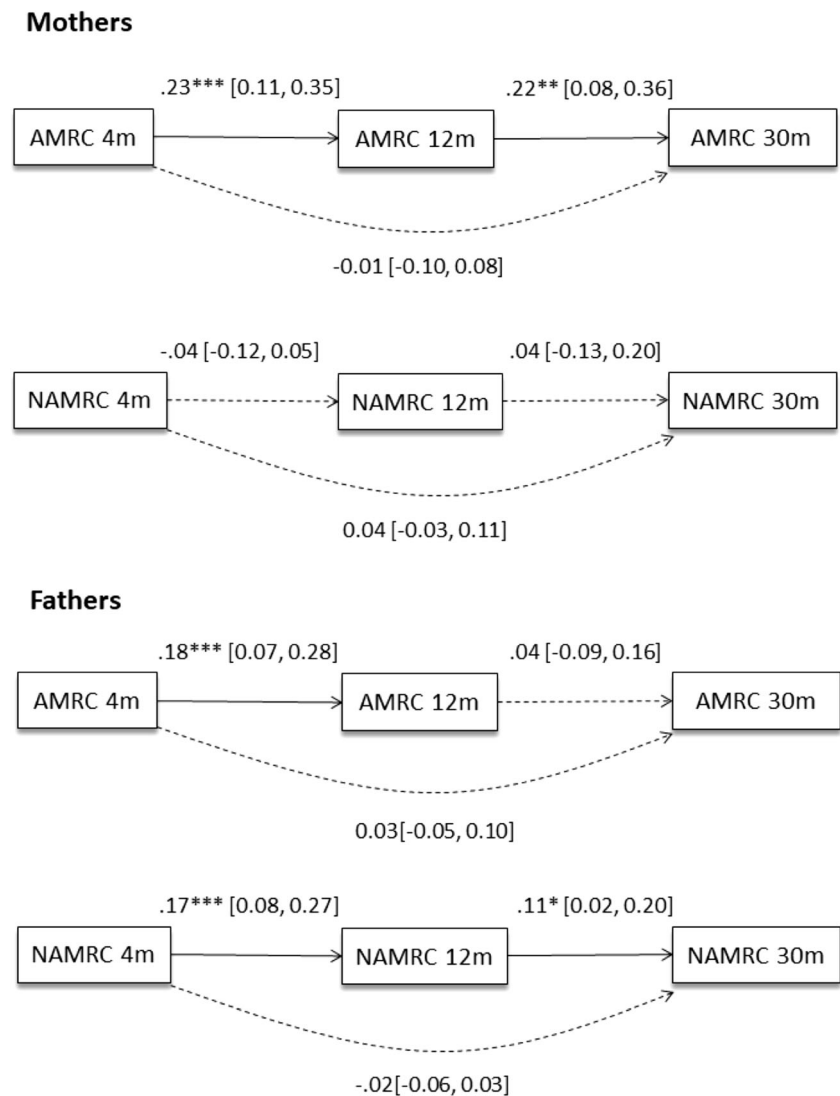 Mothers
.23*** [0.11, 0.35] .22** [0.08, 0.36]
AMRC 4m AMRC 12m AMRC 30m
-0.01 [-0.10, 0.08]
-.04 [-0.12, 0.05] .04 [-0.13, 0.20]
NAMRC 4m NAMRC 12m NAMRC 30m
0.04 [-0.03, 0.11]
Fathers
.18*** [0.07, 0.28] .04 [-0.09, 0.16]
AMRC 4m AMRC 12m AMRC 30m
0.03[-0.05, 0.10]
.17*** [0.08, 0.27] .11* [0.02, 0.20]
NAMRC 4m NAMRC 12m NAMRC 30m
-.02[-0.06, 0.03]